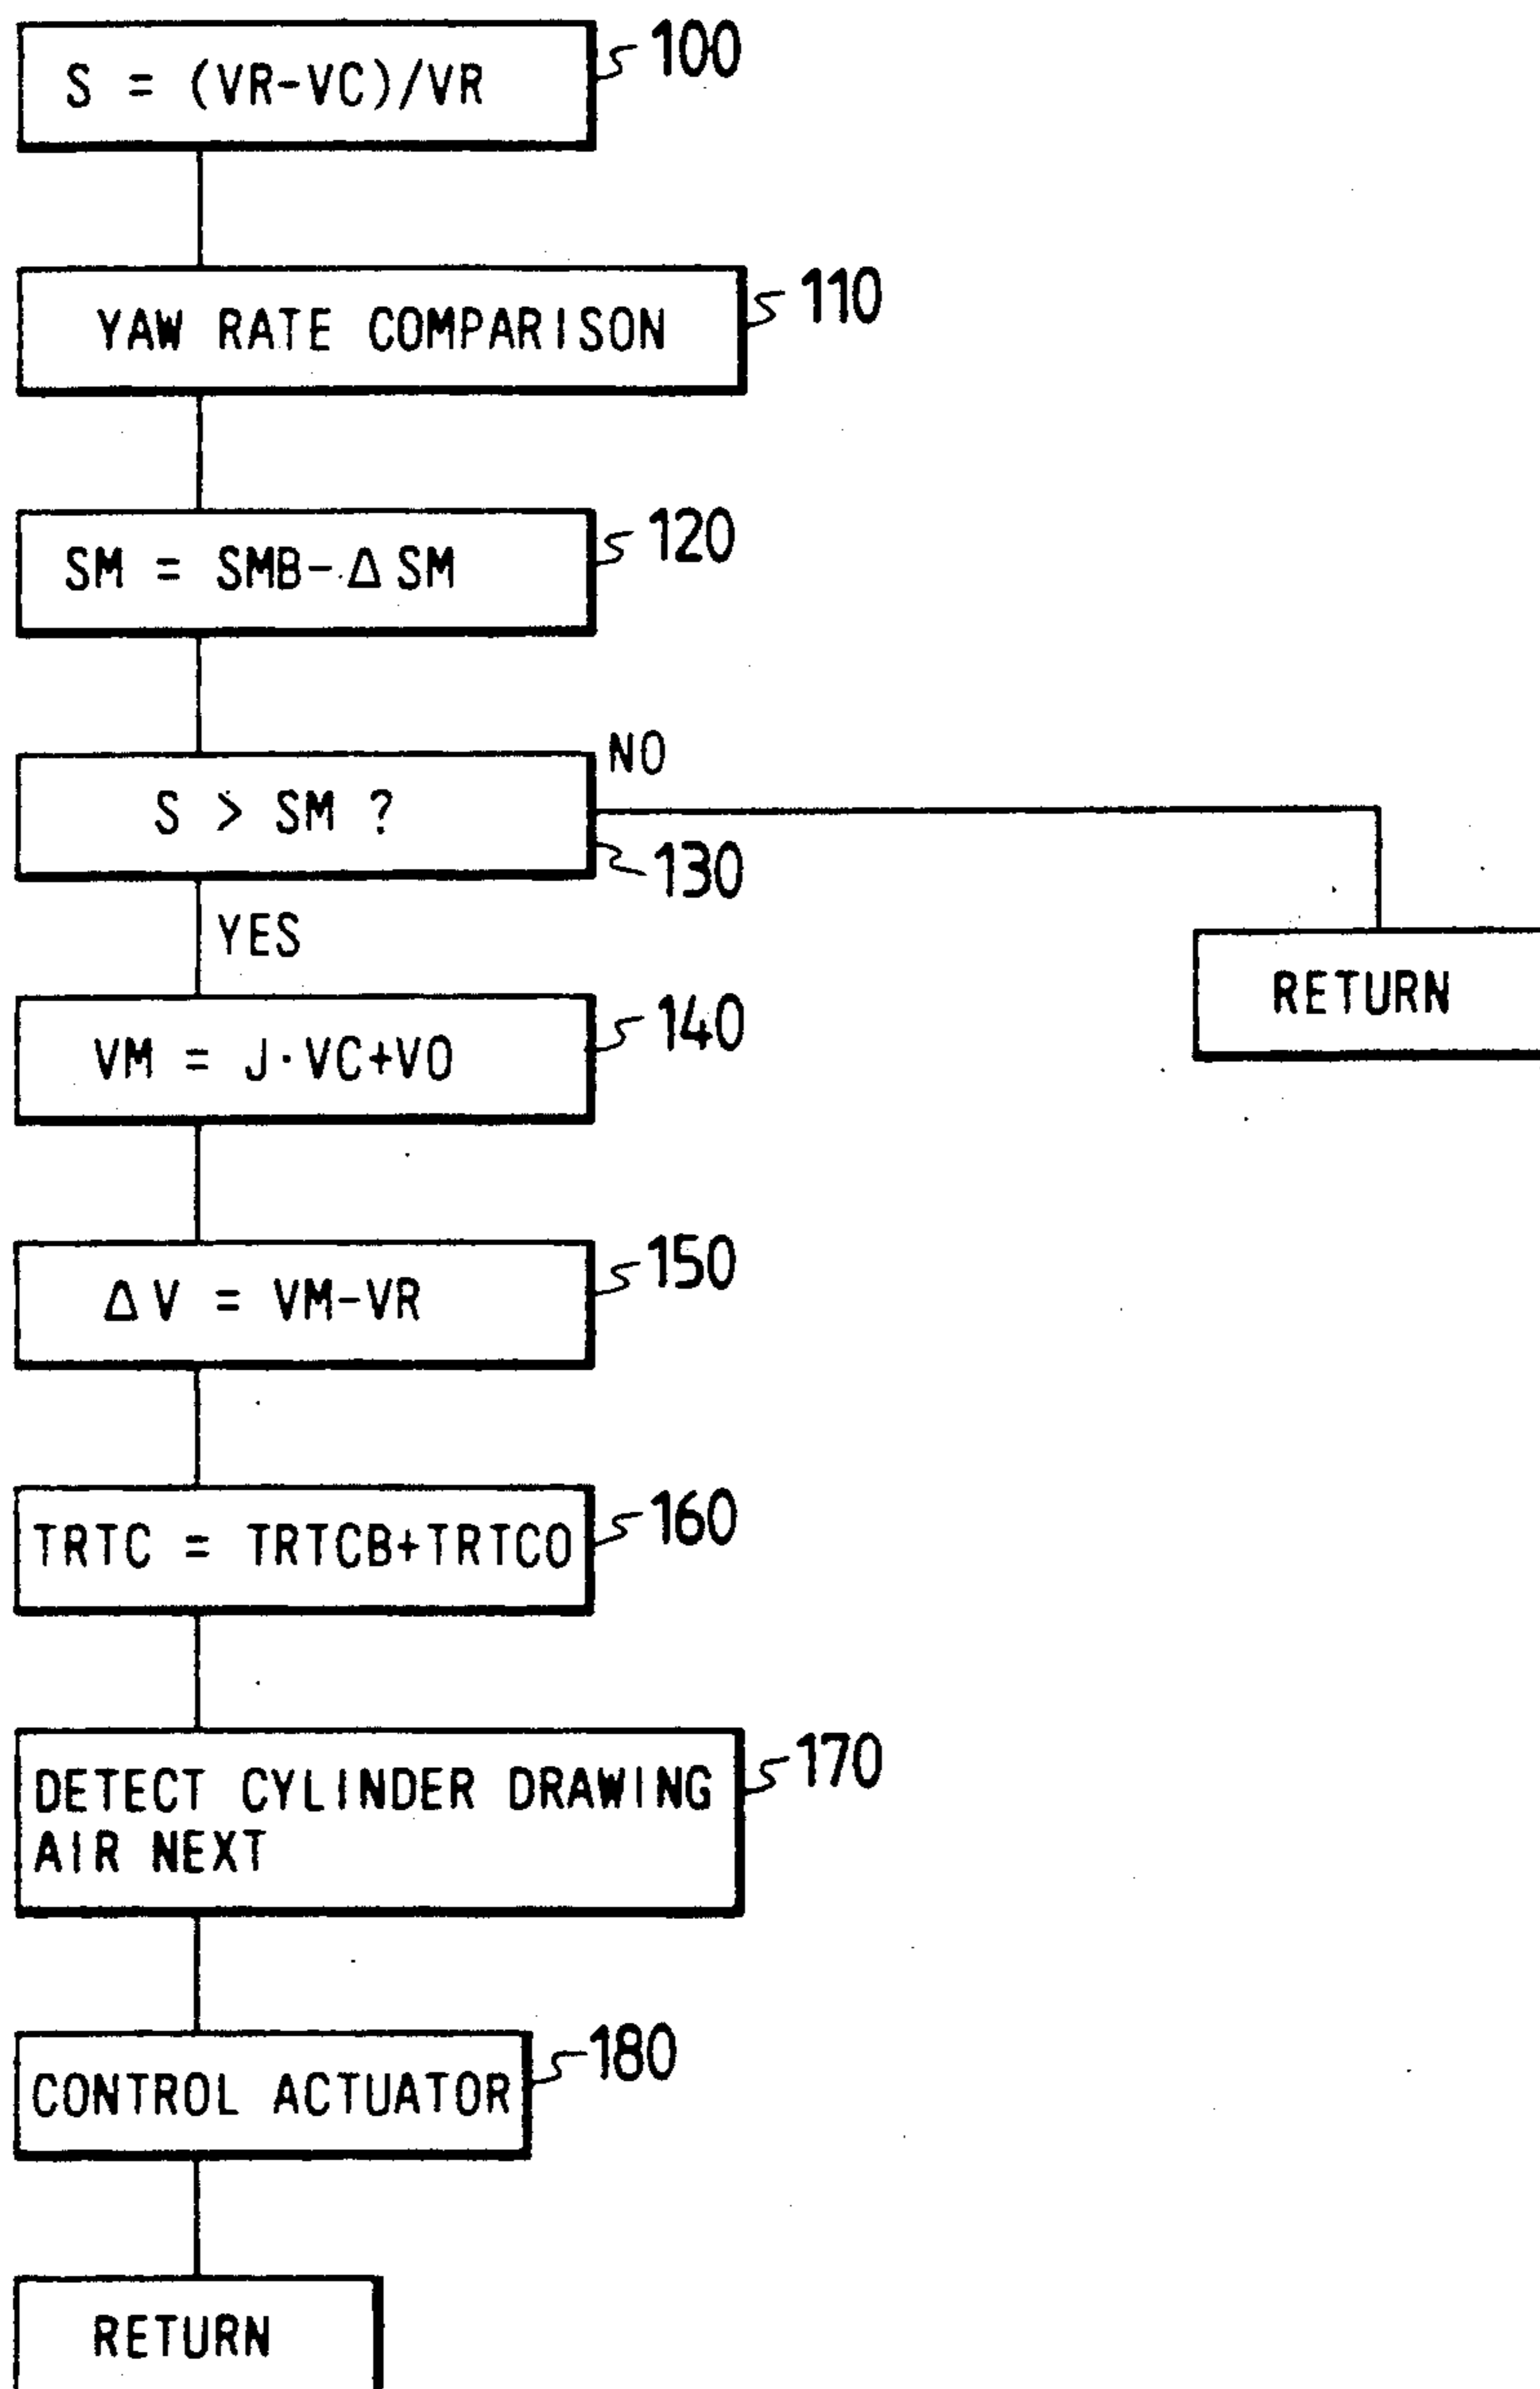 S = (VR-VC)/VR
100
YAW RATE COMPARISON
110
SM = SMB-ΔSM
120
S > SM ?
NO
130
YES
RETURN
VM = J·VC+VO
140
ΔV = VM-VR
150
TRTC = TRTCB+TRTCO
160
DETECT CYLINDER DRAWING
AIR NEXT
170
CONTROL ACTUATOR
180
RETURN